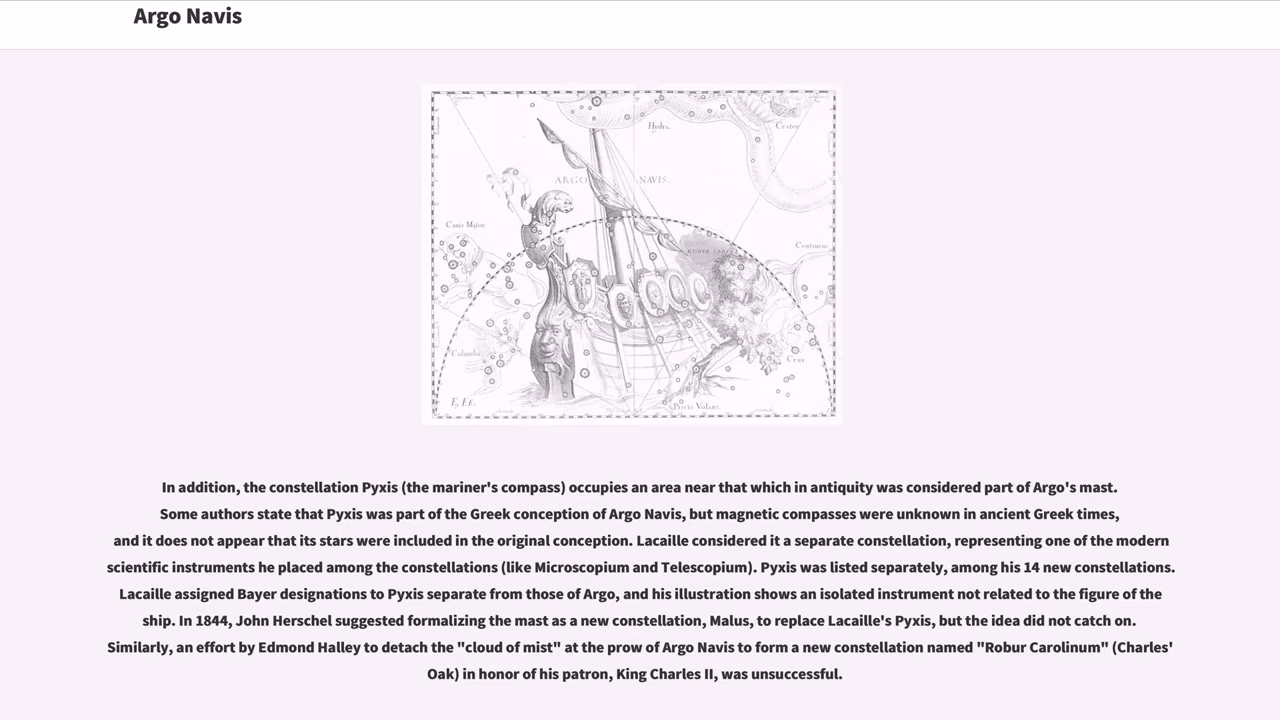 Argo Navis
Hydra.
Crater
ARGO NAVIS.
Canis Major.
ROBUR CAROLI
Centaurus
Columba
Crux
F, FF.
Piscis Volans.
In addition, the constellation Pyxis (the mariner's compass) occupies an area near that which in antiquity was considered part of Argo's mast.
Some authors state that Pyxis was part of the Greek conception of Argo Navis, but magnetic compasses were unknown in ancient Greek times,
and it does not appear that its stars were included in the original conception. Lacaille considered it a separate constellation, representing one of the modern
scientific instruments he placed among the constellations (like Microscopium and Telescopium). Pyxis was listed separately, among his 14 new constellations.
Lacaille assigned Bayer designations to Pyxis separate from those of Argo, and his illustration shows an isolated instrument not related to the figure of the
ship. In 1844, John Herschel suggested formalizing the mast as a new constellation, Malus, to replace Lacaille's Pyxis, but the idea did not catch on.
Similarly, an effort by Edmond Halley to detach the "cloud of mist" at the prow of Argo Navis to form a new constellation named "Robur Carolinum" (Charles'
Oak) in honor of his patron, King Charles II, was unsuccessful.